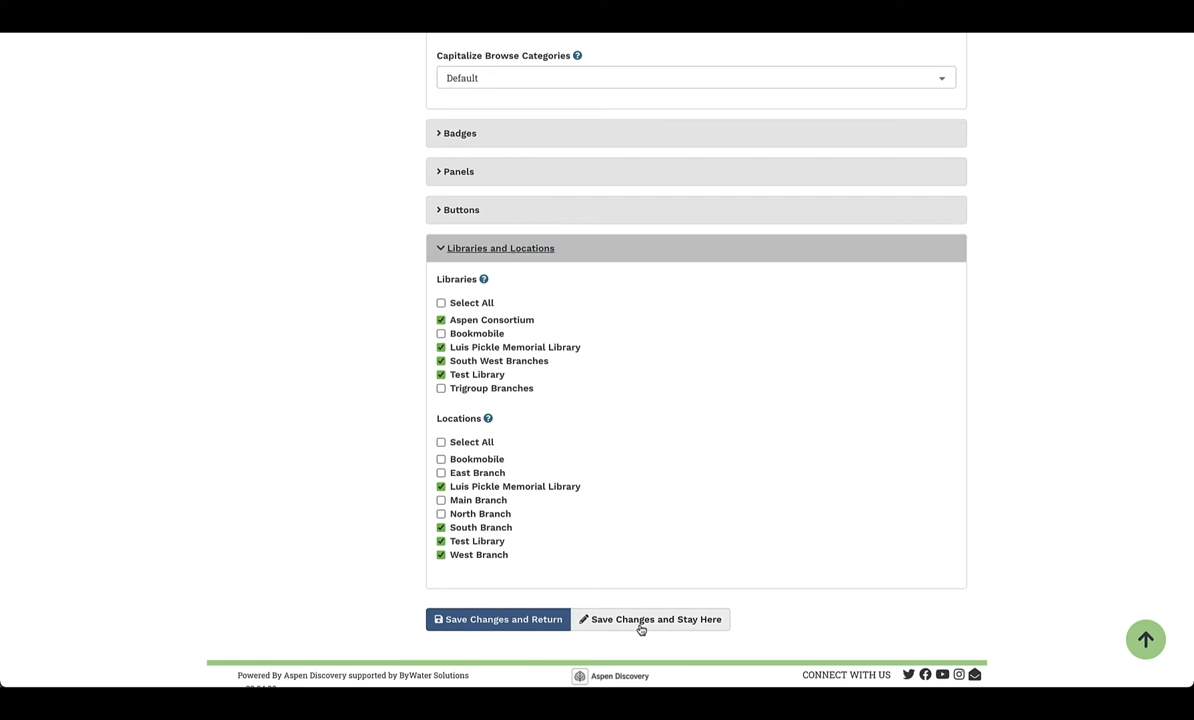 Capitalize Browse Categories
Default
Badges
Panels
Buttons
Libraries and Locations
Libraries
Select All
Aspen Consortium
Bookmobile
Luis Pickle Memorial Library
South West Branches
Test Library
Trigroup Branches
Locations
Select All
Bookmobile
East Branch
Luis Pickle Memorial Library
Main Branch
North Branch
South Branch
Test Library
West Branch
Save Changes and Return Save Changes and Stay Here
Powered By Aspen Discovery supported by ByWater Solutions Aspen Discovery CONNECT WITH US